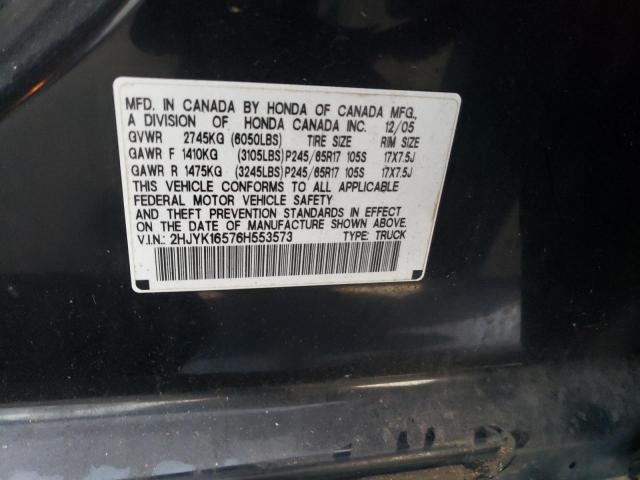 MFD. IN CANADA BY HONDA OF CANADA MFG.,
A DIVISION OF HONDA CANADA INC. 12/05
GVWR 2745KG (6050LBS) TIRE SIZE RIM SIZE
GAWR F 1410KG (3105LBS)P245/65R17 105S 17X7.5J
GAWR R 1475KG (3245LBS)P245/65R17 105S 17X7.5J
THIS VEHICLE CONFORMS TO ALL APPLICABLE
FEDERAL MOTOR VEHICLE SAFETY
AND THEFT PREVENTION STANDARDS IN EFFECT
ON THE DATE OF MANUFACTURE SHOWN ABOVE.
V.I.N.: 2HJYK16576H553573 TYPE: TRUCK